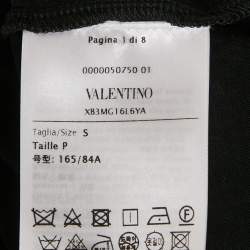 Pagina 1 di 8
0000050750 01
VALENTINO
XB3MG16L6YA
Taglia/Size S
Taille P
号型: 165/84A